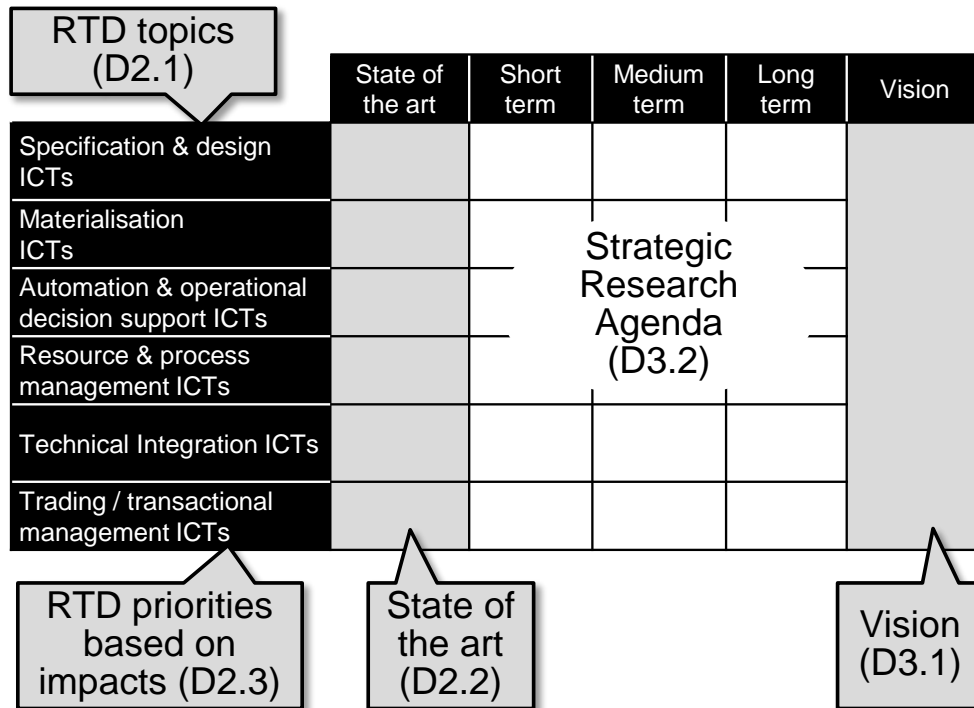 RTD topics
(D2.1)
State of
the art
Short
term
Medium
term
Long
term
Vision
Specification & design
ICTs
Materialisation
ICTs
Automation & operational
decision support ICTs
Resource & process
management ICTs
Technical Integration ICTs
Trading / transactional
management ICTs
Strategic
Research
Agenda
(D3.2)
RTD priorities
based on
impacts (D2.3)
State of
the art
(D2.2)
Vision
(D3.1)